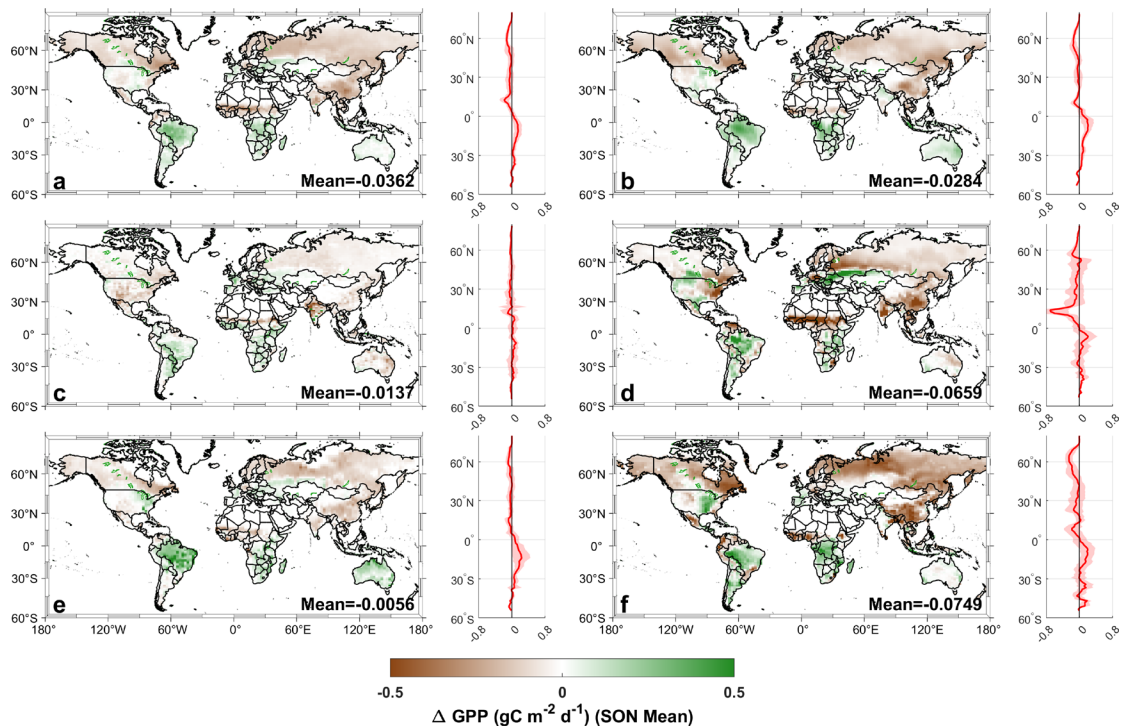 60°N
30°N
0°
30°S
60°S
a
Mean=-0.0362
60°N
30°N
0
30°S
60°S
-0.8
0
0.8
60°N
30°N
0°
30°S
60°S
b
Mean=-0.0284
60°N
30°N
0
30°S
60°S
-0.8
0
0.8
60°N
30°N
0°
30°S
60°S
c
Mean=-0.0137
60°N
30°N
0
30°S
60°S
-0.8
0
0.8
60°N
30°N
0°
30°S
60°S
d
Mean=-0.0659
60°N
30°N
0
30°S
60°S
-0.8
0
0.8
60°N
30°N
0°
30°S
60°S
e
Mean=-0.0056
180° 120°W 60°W 0° 60°E 120°E 180°
60°N
30°N
0
30°S
60°S
-0.8
0
0.8
60°N
30°N
0°
30°S
60°S
f
Mean=-0.0749
180° 120°W 60°W 0° 60°E 120°E 180°
60°N
30°N
0
30°S
60°S
-0.8
0
0.8
-0.5 0 0.5
Δ GPP (gC m⁻² d⁻¹) (SON Mean)